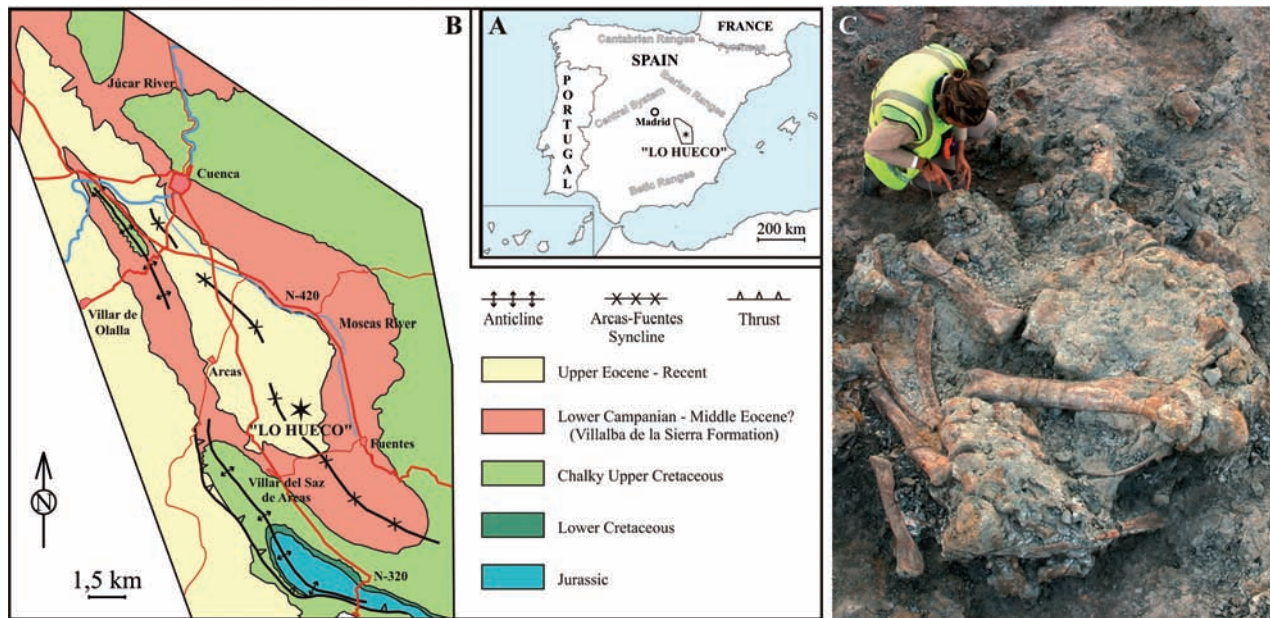 B
Júcar River
Cuenca
N-420
Villar de
Olalla
Moscas River
Arcas
"LO HUECO"
Fuentes
Villar del Saz
de Arcas
N
1,5 km
N-320
A
FRANCE
Cantabrian Ranges
Pyrenees
SPAIN
PORTUGAL
Iberian Ranges
Central System
Madrid
"LO HUECO"
Betic Ranges
200 km
Anticline
Arcas-Fuentes
Syncline
Thrust
Upper Eocene - Recent
Lower Campanian - Middle Eocene?
(Villalba de la Sierra Formation)
Chalky Upper Cretaceous
Lower Cretaceous
Jurassic
C